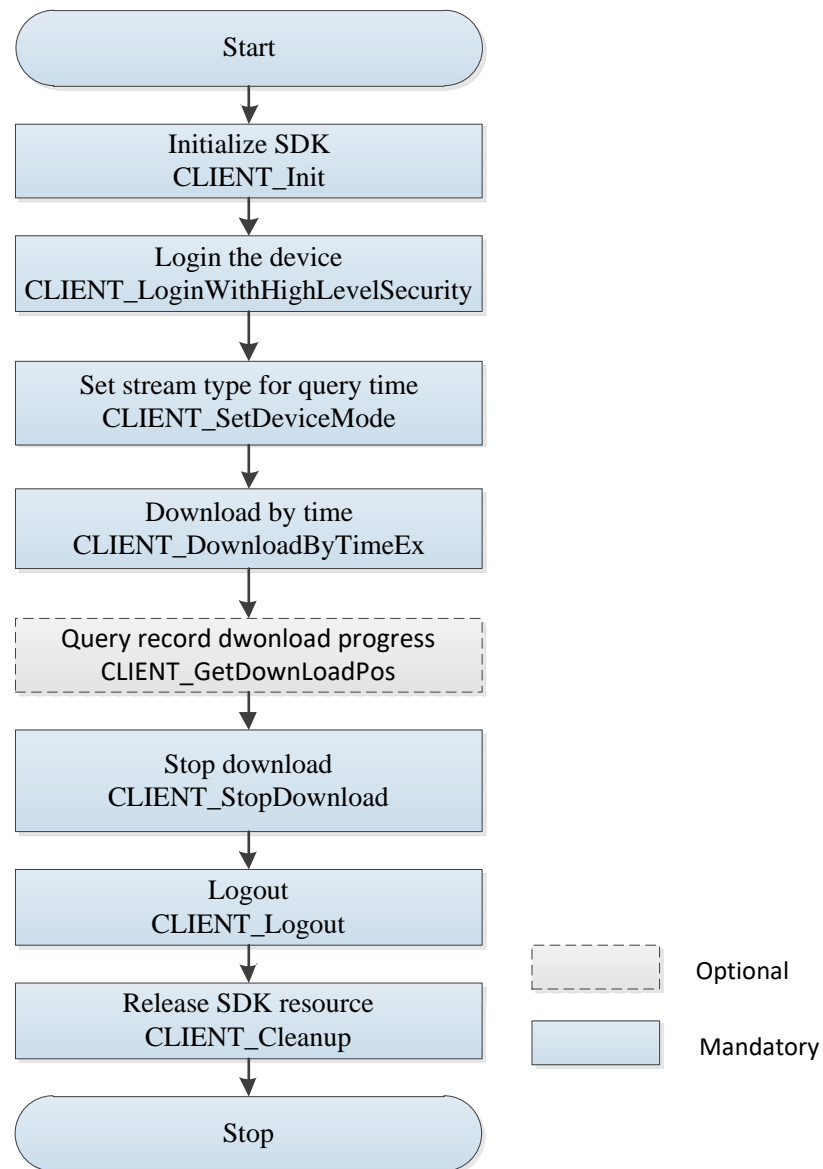 Start
Initialize SDK
CLIENT_Init
Login the device
CLIENT_LoginWithHighLevelSecurity
Set stream type for query time
CLIENT_SetDeviceMode
Download by time
CLIENT_DownloadByTimeEx
Query record dwonload progress
CLIENT_GetDownLoadPos
Stop download
CLIENT_StopDownload
Logout
CLIENT_Logout
Optional
Release SDK resource
CLIENT_Cleanup
Mandatory
Stop